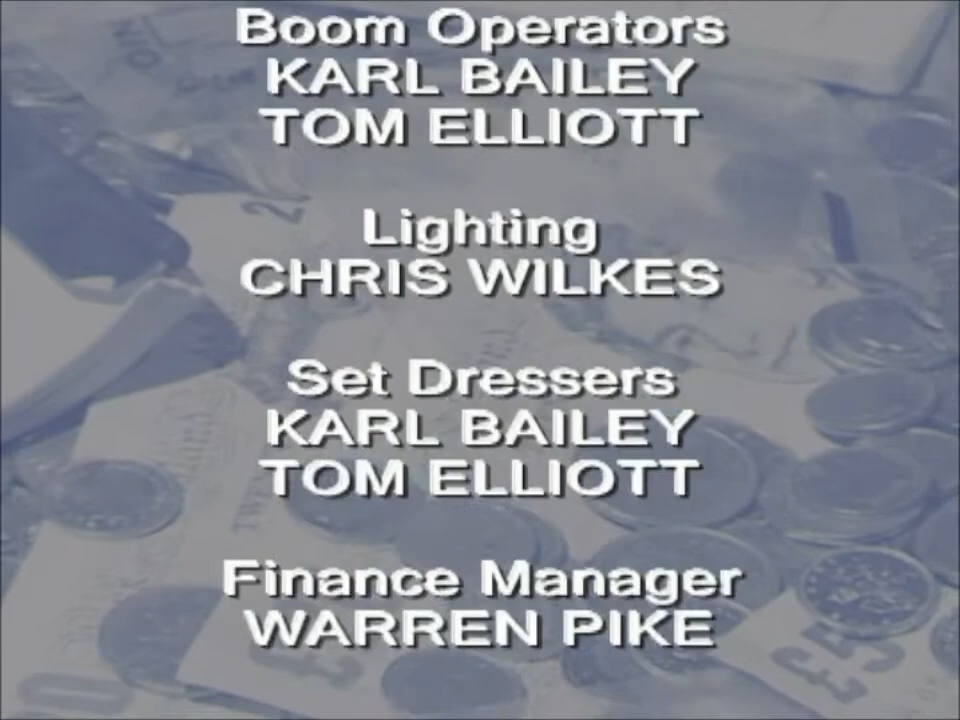 Boom Operators
KARL BAILEY
TOM ELLIOTT
Lighting
CHRIS WILKES
Set Dressers
KARL BAILEY
TOM ELLIOTT
Finance Manager
WARREN PIKE
£5